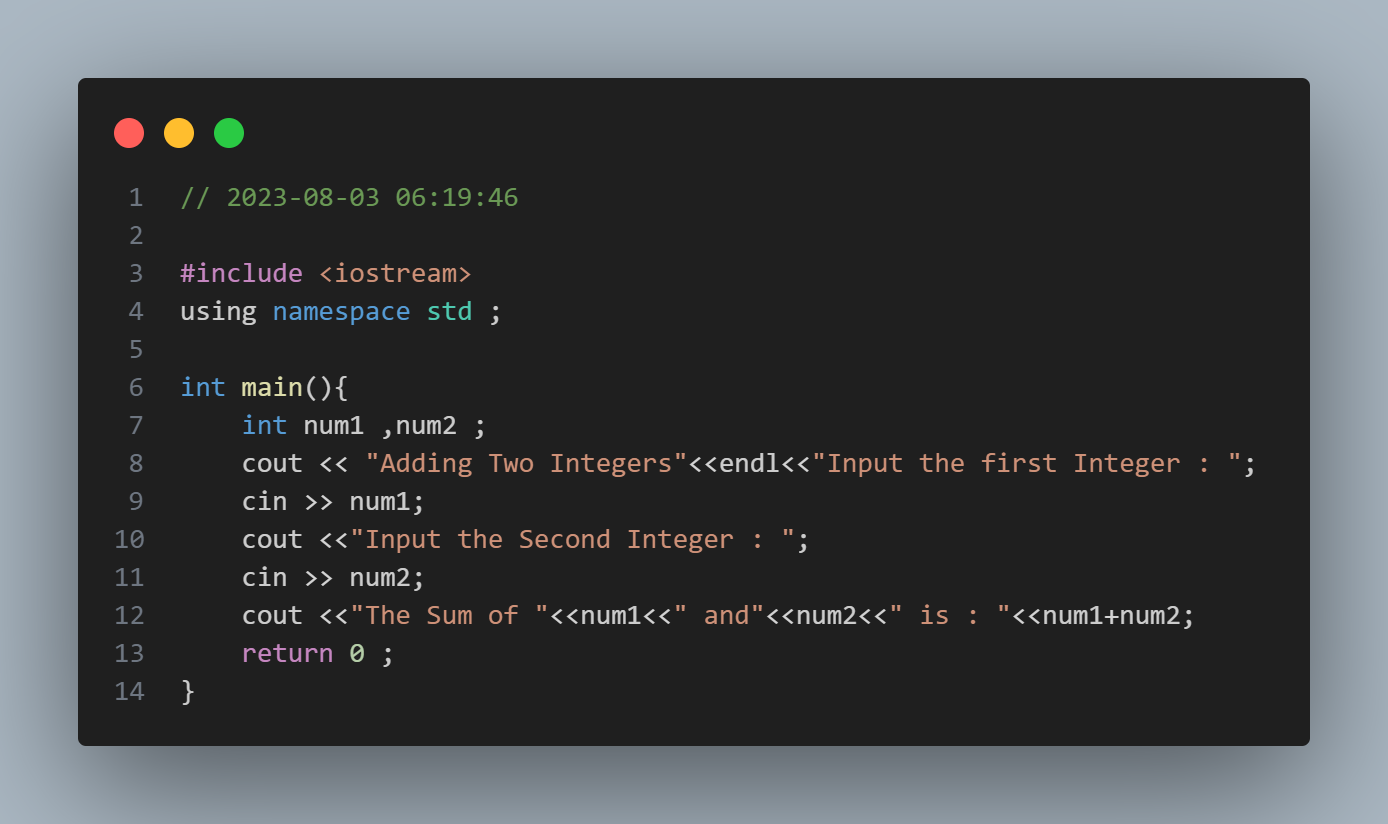 1 // 2023-08-03 06:19:46
2
3 #include <iostream>
4 using namespace std ;
5
6 int main(){
7     int num1 ,num2 ;
8     cout << "Adding Two Integers"<<endl<<"Input the first Integer : ";
9     cin >> num1;
10     cout <<"Input the Second Integer : ";
11     cin >> num2;
12     cout <<"The Sum of "<<num1<<" and"<<num2<<" is : "<<num1+num2;
13     return 0 ;
14 }